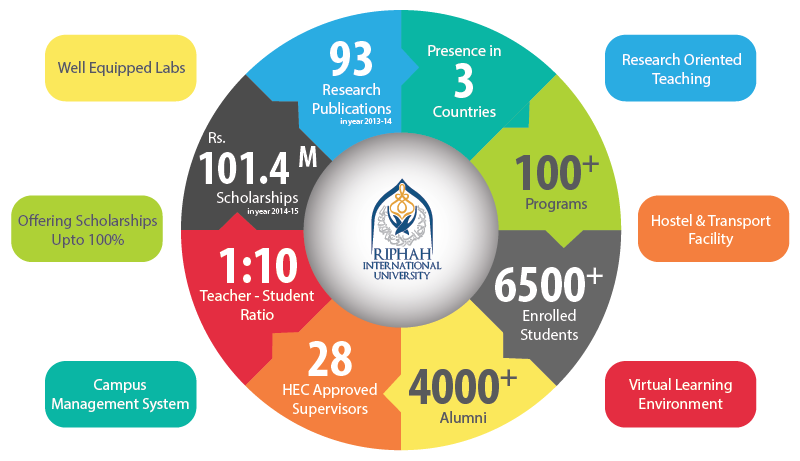 Well Equipped Labs
Offering Scholarships
Upto 100%
Campus
Management System
93
Research
Publications
in year 2013-14
Presence in
3
Countries
100+
Programs
6500+
Enrolled
Students
4000+
Alumni
28
HEC Approved
Supervisors
1:10
Teacher - Student
Ratio
Rs.
101.4 M
Scholarships
in year 2014-15
RIPHAH
INTERNATIONAL
UNIVERSITY
Research Oriented
Teaching
Hostel & Transport
Facility
Virtual Learning
Environment